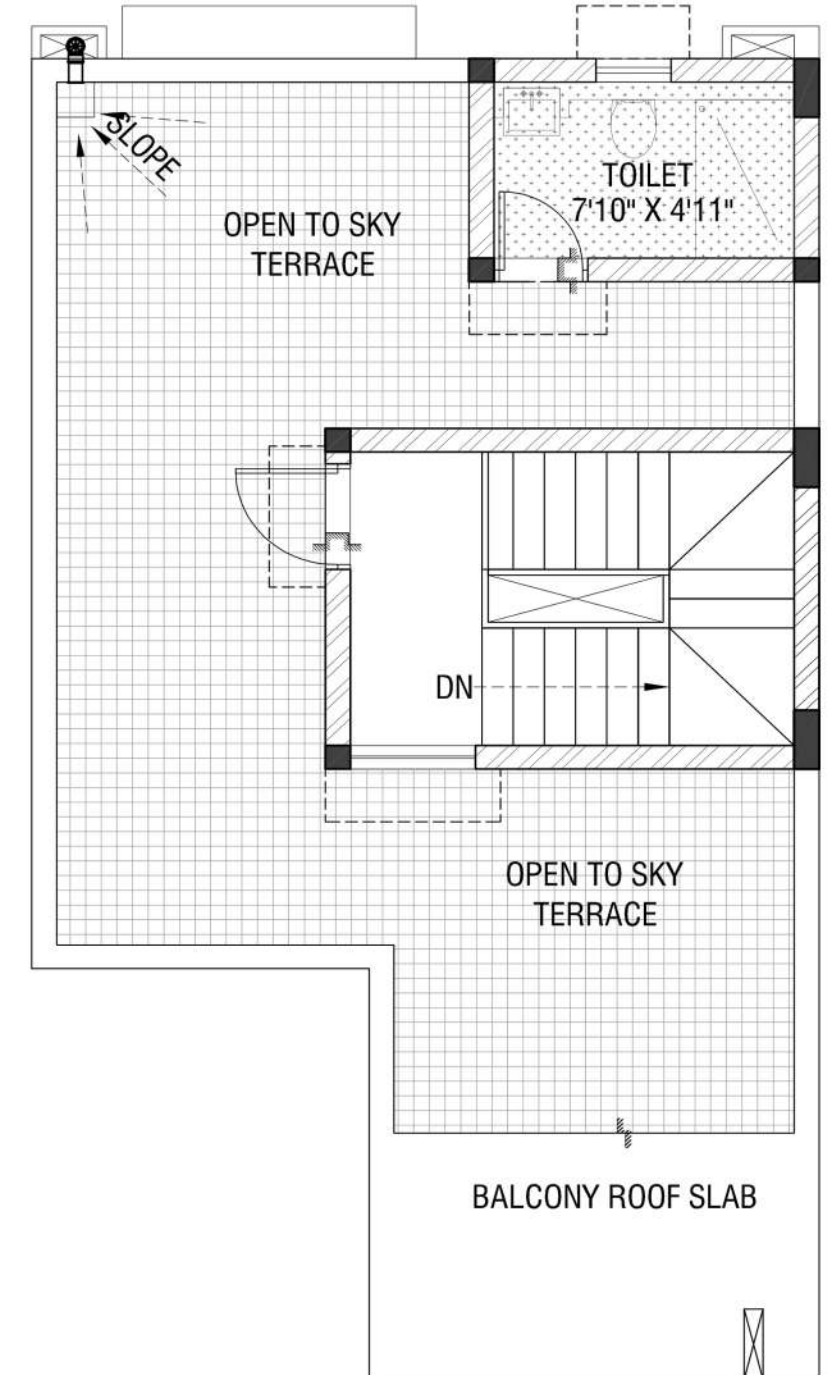 SLOPE
OPEN TO SKY
TERRACE
TOILET
7'10" X 4'11"
DN
OPEN TO SKY
TERRACE
BALCONY ROOF SLAB